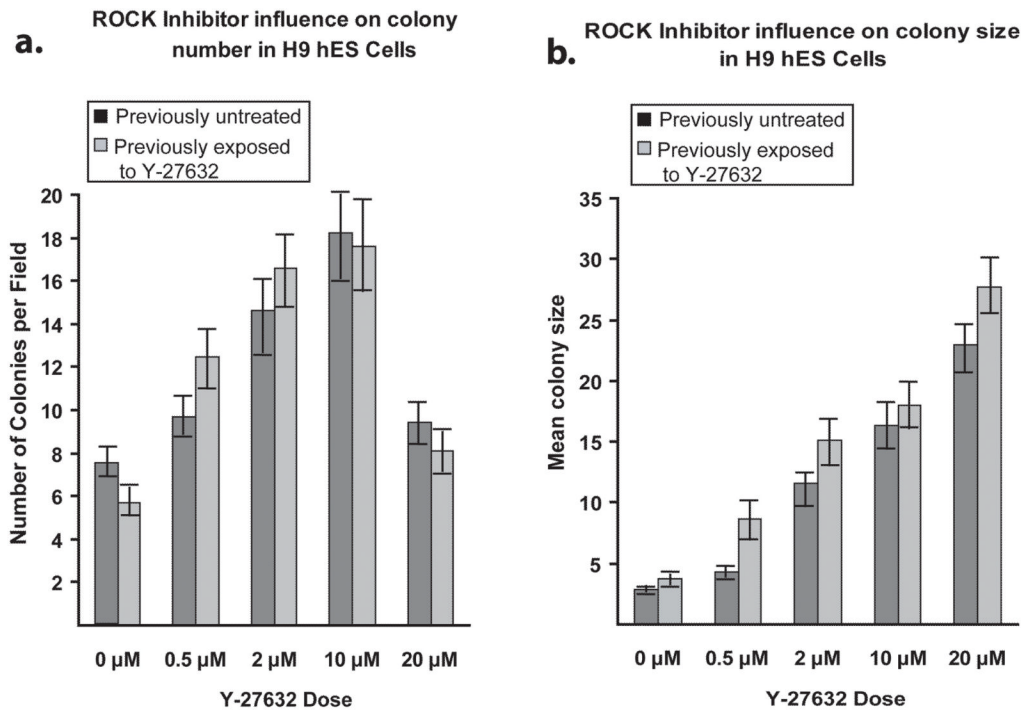 a.
ROCK Inhibitor influence on colony
number in H9 hES Cells
Previously untreated
Previously exposed
to Y-27632
Number of Colonies per Field
20
18
16
14
12
10
8
6
4
2
0 µM 0.5 µM 2 µM 10 µM 20 µM
Y-27632 Dose
b.
ROCK Inhibitor influence on colony size
in H9 hES Cells
Previously untreated
Previously exposed
to Y-27632
Mean colony size
35
30
25
20
15
10
5
0 µM 0.5 µM 2 µM 10 µM 20 µM
Y-27632 Dose